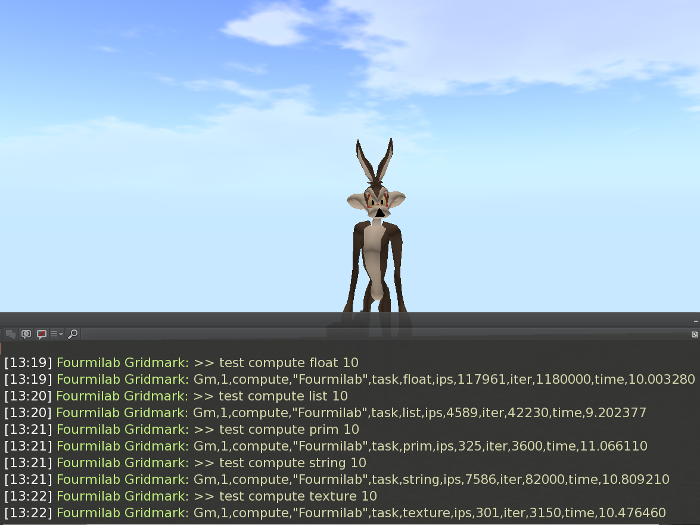 [13:19] Fourmilab Gridmark: >> test compute float 10
[13:19] Fourmilab Gridmark: Gm,1,compute,"Fourmilab",task,float,ips,117961,iter,1180000,time,10.003280
[13:20] Fourmilab Gridmark: >> test compute list 10
[13:20] Fourmilab Gridmark: Gm,1,compute,"Fourmilab",task,list,ips,4589,iter,42230,time,9.202377
[13:21] Fourmilab Gridmark: >> test compute prim 10
[13:21] Fourmilab Gridmark: Gm,1,compute,"Fourmilab",task,prim,ips,325,iter,3600,time,11.066110
[13:21] Fourmilab Gridmark: >> test compute string 10
[13:21] Fourmilab Gridmark: Gm,1,compute,"Fourmilab",task,string,ips,7586,iter,82000,time,10.809210
[13:22] Fourmilab Gridmark: >> test compute texture 10
[13:22] Fourmilab Gridmark: Gm,1,compute,"Fourmilab",task,texture,ips,301,iter,3150,time,10.476460